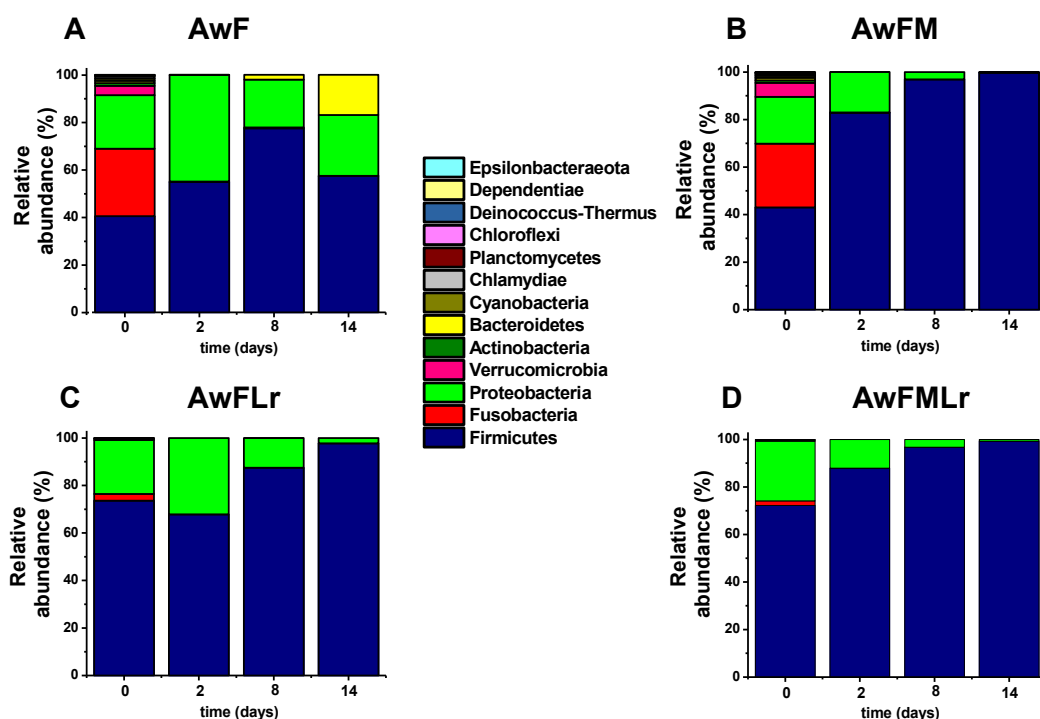 A
AwF
Relative
abundance (%)
100
80
60
40
20
0
0
2
8
14
time (days)
B
AwFM
Relative
abundance (%)
100
80
60
40
20
0
0
2
8
14
time (days)
Epsilonbacteraeota
Dependentiae
Deinococcus-Thermus
Chloroflexi
Planctomycetes
Chlamydiae
Cyanobacteria
Bacteroidetes
Actinobacteria
Verrucomicrobia
Proteobacteria
Fusobacteria
Firmicutes
C
AwFLr
Relative
abundance (%)
100
80
60
40
20
0
0
2
8
14
time (days)
D
AwFMLr
Relative
abundance (%)
100
80
60
40
20
0
0
2
8
14
time (days)